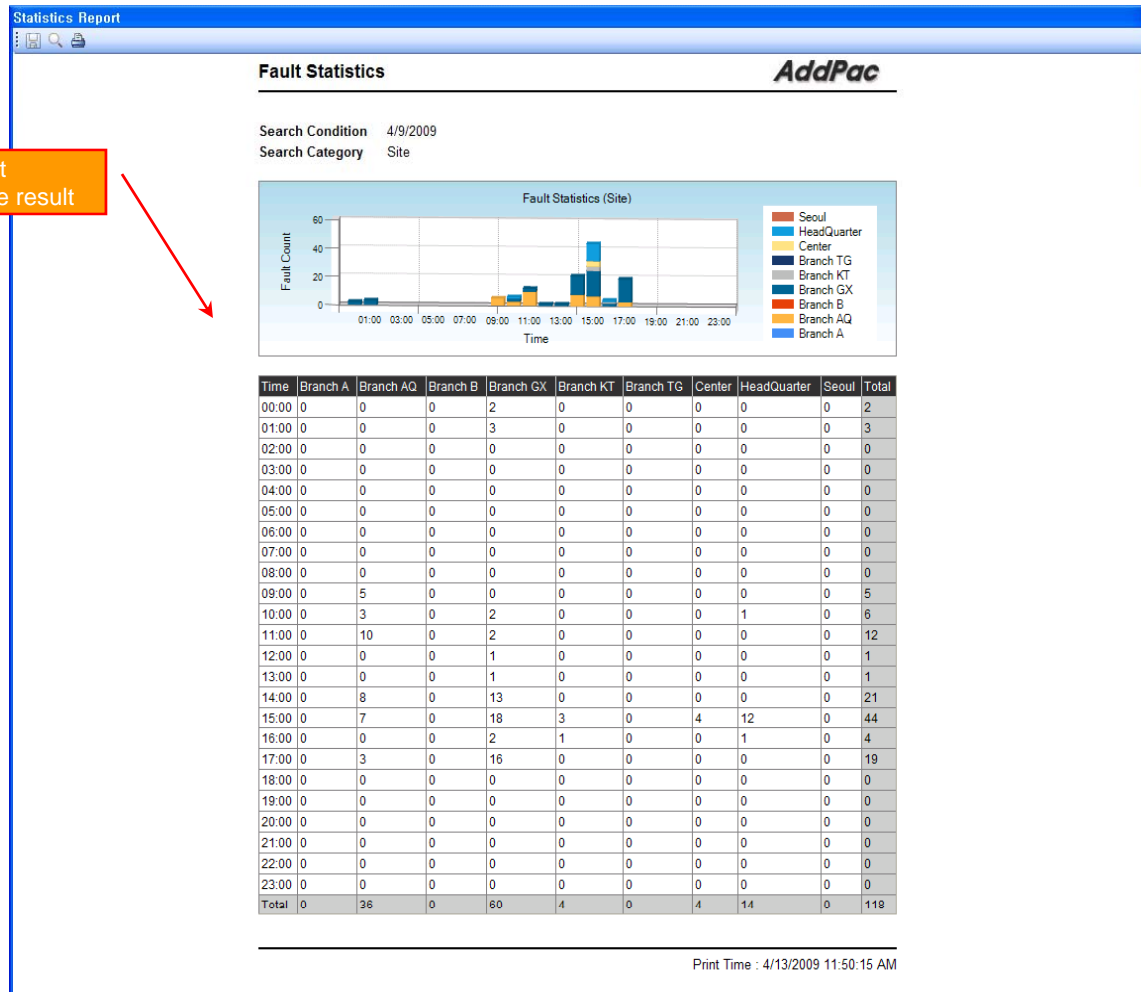 Statistics Report
Fault Statistics
AddPac
Search Condition 4/9/2009
Search Category Site
e result
Fault Statistics (Site)
Fault Count
60
40
20
0
01:00 03:00 05:00 07:00 09:00 11:00 13:00 15:00 17:00 19:00 21:00 23:00
Time
Seoul
HeadQuarter
Center
Branch TG
Branch KT
Branch GX
Branch B
Branch AQ
Branch A
Time Branch A Branch AQ Branch B Branch GX Branch KT Branch TG Center HeadQuarter Seoul Total
00:00 0 0 0 2 0 0 0 0 0 2
01:00 0 0 0 3 0 0 0 0 0 3
02:00 0 0 0 0 0 0 0 0 0 0
03:00 0 0 0 0 0 0 0 0 0 0
04:00 0 0 0 0 0 0 0 0 0 0
05:00 0 0 0 0 0 0 0 0 0 0
06:00 0 0 0 0 0 0 0 0 0 0
07:00 0 0 0 0 0 0 0 0 0 0
08:00 0 0 0 0 0 0 0 0 0 0
09:00 0 5 0 0 0 0 0 0 0 5
10:00 0 3 0 2 0 0 0 1 0 6
11:00 0 10 0 2 0 0 0 0 0 12
12:00 0 0 0 1 0 0 0 0 0 1
13:00 0 0 0 1 0 0 0 0 0 1
14:00 0 8 0 13 0 0 0 0 0 21
15:00 0 7 0 18 3 0 4 12 0 44
16:00 0 0 0 2 1 0 0 1 0 4
17:00 0 3 0 16 0 0 0 0 0 19
18:00 0 0 0 0 0 0 0 0 0 0
19:00 0 0 0 0 0 0 0 0 0 0
20:00 0 0 0 0 0 0 0 0 0 0
21:00 0 0 0 0 0 0 0 0 0 0
22:00 0 0 0 0 0 0 0 0 0 0
23:00 0 0 0 0 0 0 0 0 0 0
Total 0 36 0 60 4 0 4 14 0 118
Print Time : 4/13/2009 11:50:15 AM